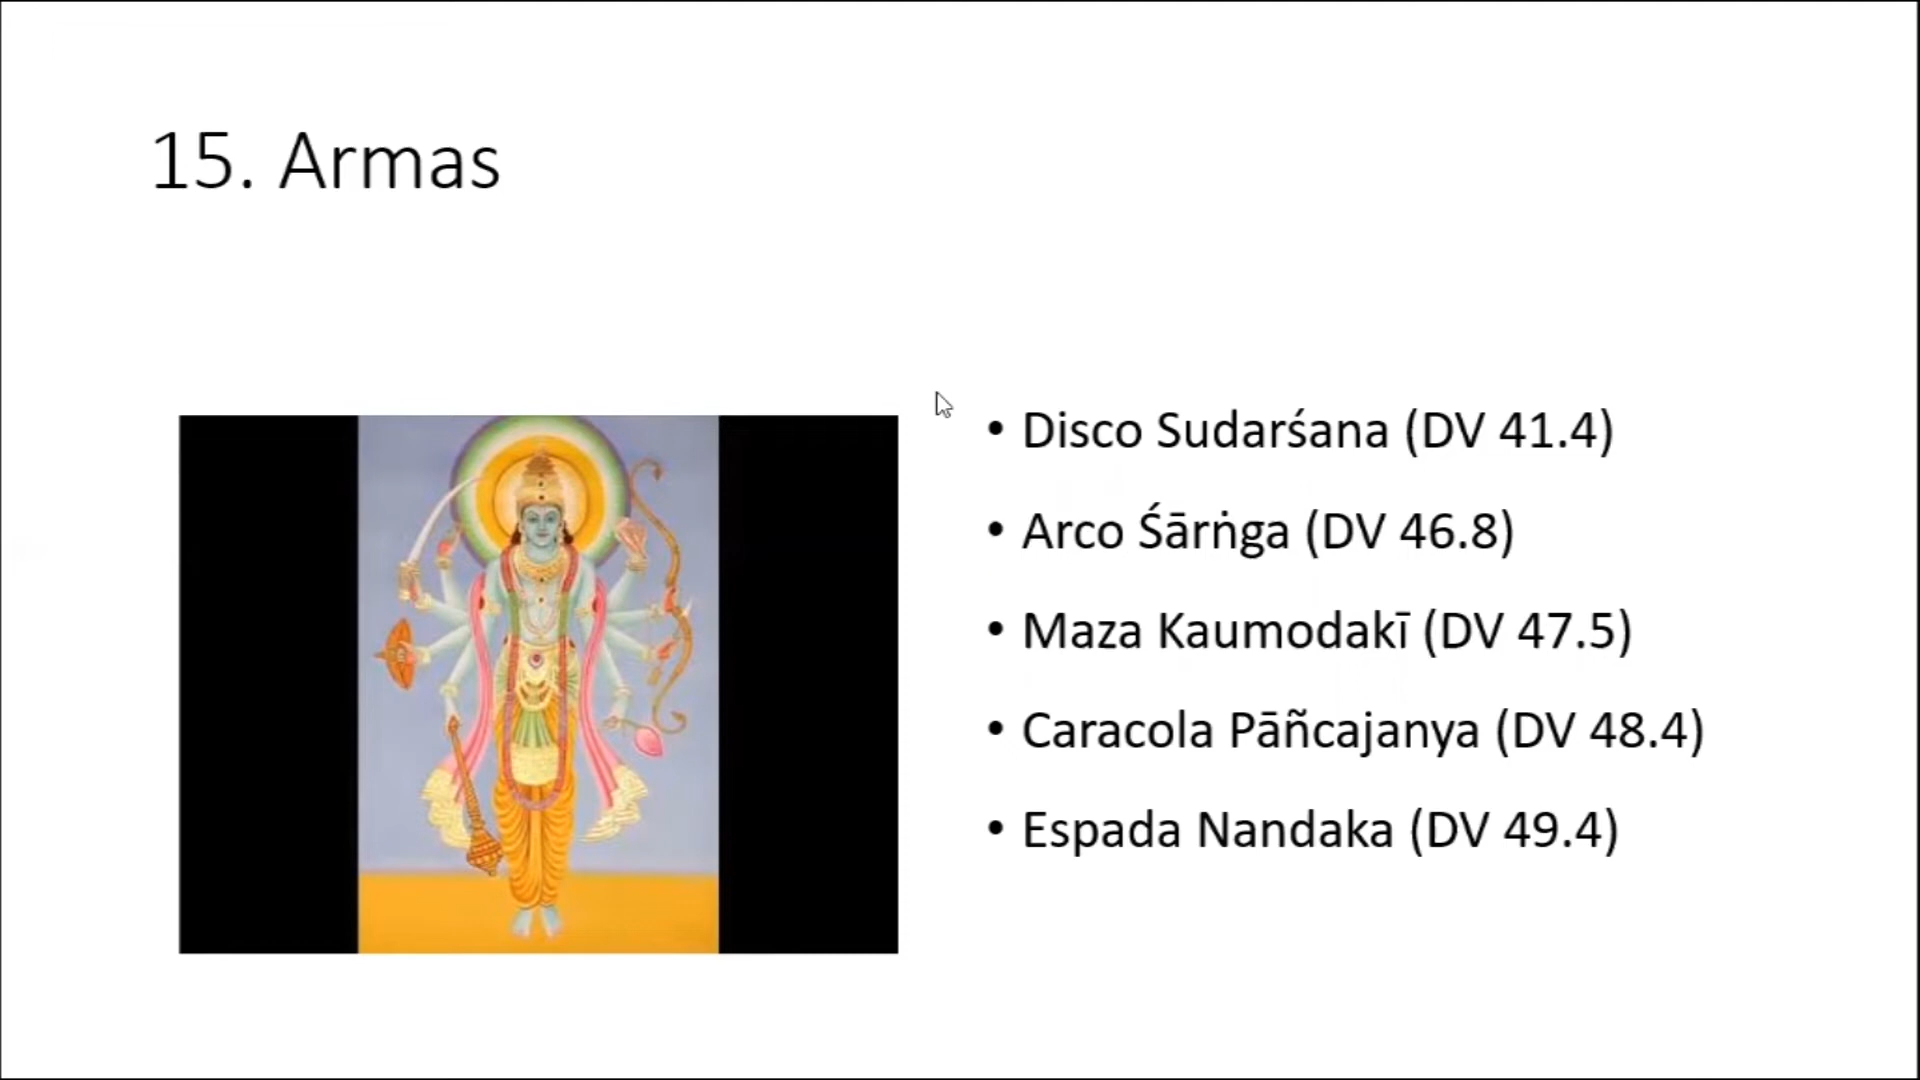 15. Armas
• Disco Sudarśana (DV 41.4)
• Arco Śārṅga (DV 46.8)
• Maza Kaumodakī (DV 47.5)
• Caracola Pāñcajanya (DV 48.4)
• Espada Nandaka (DV 49.4)